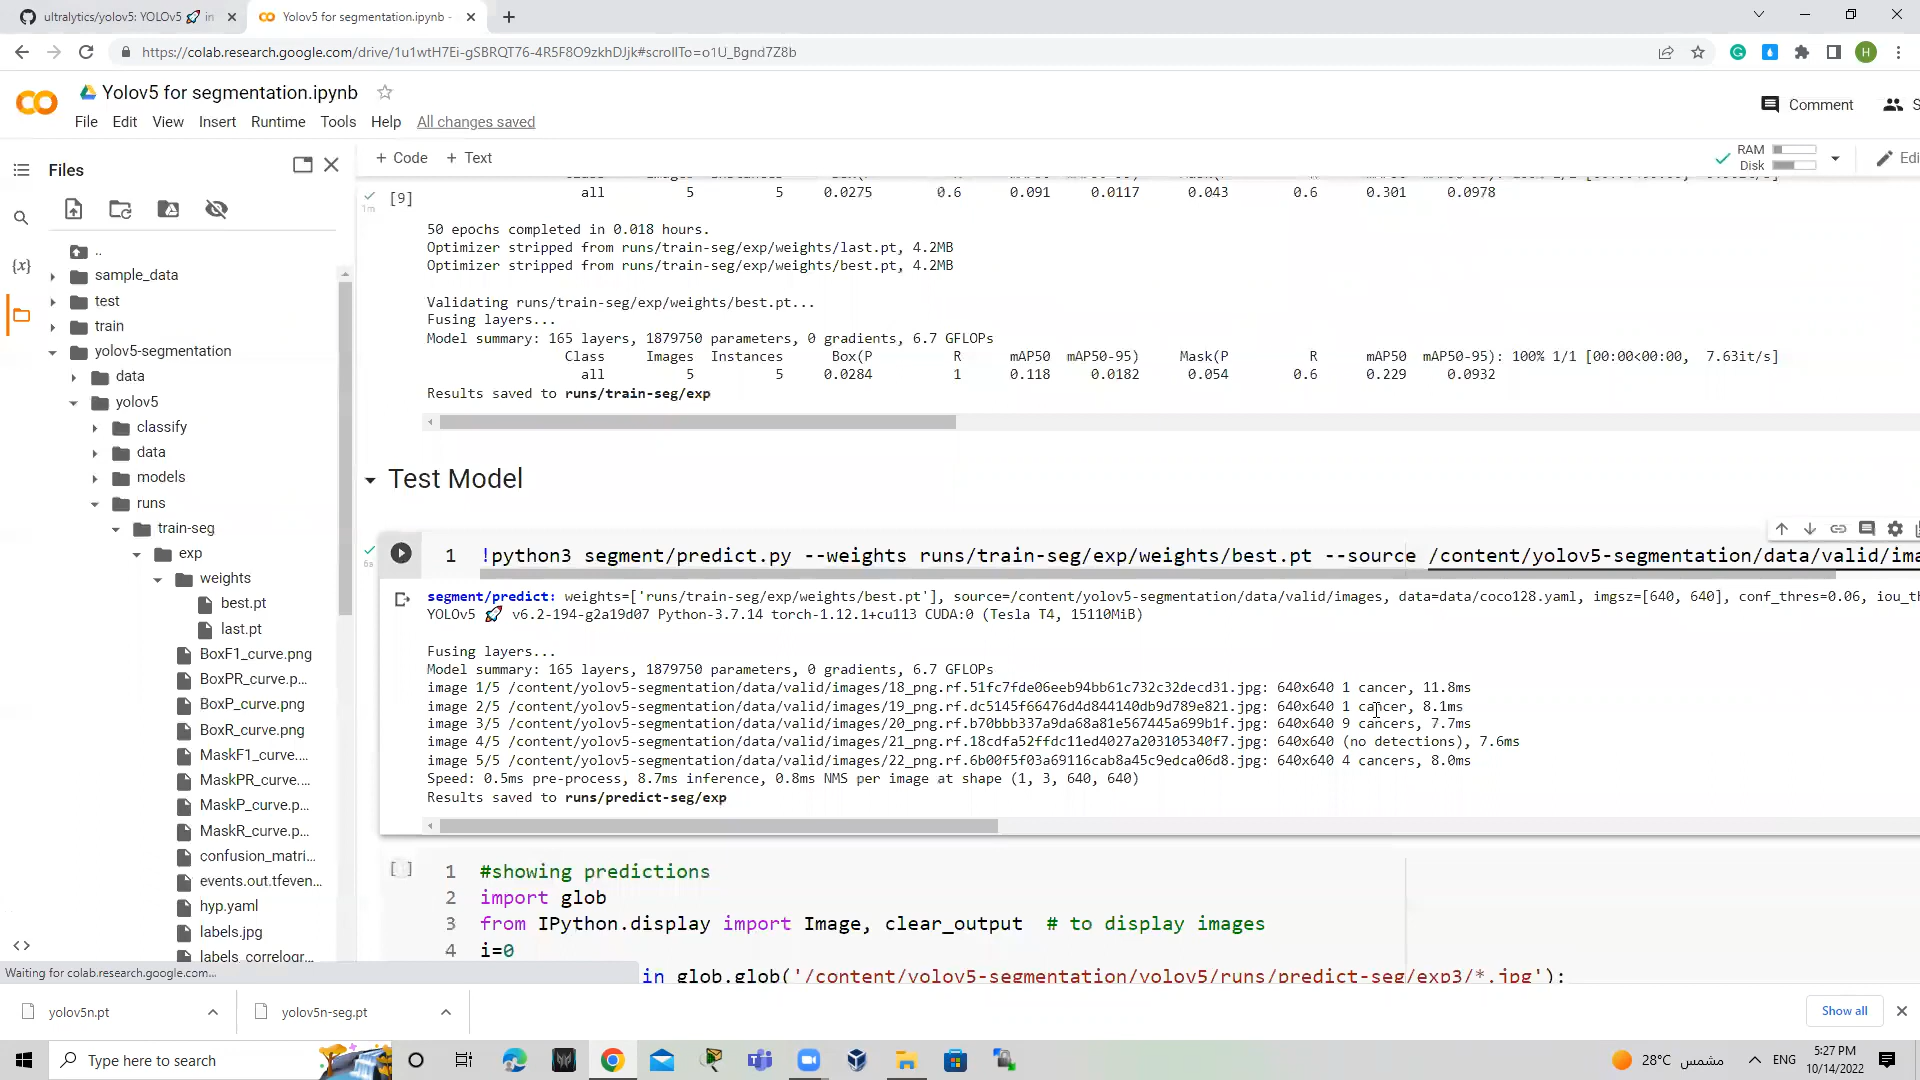 ultralytics/yolov5: YOLOv5 🚀 in
Yolov5 for segmentation.ipynb -
https://colab.research.google.com/drive/1u1wtH7Ei-gSBRQT76-4R5F8O9zkhDJjk#scrollTo=o1U_Bgnd7Z8b
H
Yolov5 for segmentation.ipynb
File Edit View Insert Runtime Tools Help All changes saved
Comment
S
Files
+ Code + Text
RAM
Disk
Edi
..
sample_data
test
train
yolov5-segmentation
data
yolov5
classify
data
models
runs
train-seg
exp
weights
best.pt
last.pt
BoxF1_curve.png
BoxPR_curve.p...
BoxP_curve.png
BoxR_curve.png
MaskF1_curve....
MaskPR_curve....
MaskP_curve.p...
MaskR_curve.p...
confusion_matri...
events.out.tfeven...
hyp.yaml
labels.jpg
labels_correlogr...
{x}
<>
[9]
1m
all 5 5 0.0275 0.6 0.091 0.0117 0.043 0.6 0.301 0.0978
50 epochs completed in 0.018 hours.
Optimizer stripped from runs/train-seg/exp/weights/last.pt, 4.2MB
Optimizer stripped from runs/train-seg/exp/weights/best.pt, 4.2MB
Validating runs/train-seg/exp/weights/best.pt...
Fusing layers...
Model summary: 165 layers, 1879750 parameters, 0 gradients, 6.7 GFLOPs
Class Images Instances Box(P R mAP50 mAP50-95) Mask(P R mAP50 mAP50-95): 100% 1/1 [00:00<00:00, 7.63it/s]
all 5 5 0.0284 1 0.118 0.0182 0.054 0.6 0.229 0.0932
Results saved to runs/train-seg/exp
Test Model
6s
1 !python3 segment/predict.py --weights runs/train-seg/exp/weights/best.pt --source /content/yolov5-segmentation/data/valid/ima
segment/predict: weights=['runs/train-seg/exp/weights/best.pt'], source=/content/yolov5-segmentation/data/valid/images, data=data/coco128.yaml, imgsz=[640, 640], conf_thres=0.06, iou_th
YOLOv5 🚀 v6.2-194-g2a19d07 Python-3.7.14 torch-1.12.1+cu113 CUDA:0 (Tesla T4, 15110MiB)
Fusing layers...
Model summary: 165 layers, 1879750 parameters, 0 gradients, 6.7 GFLOPs
image 1/5 /content/yolov5-segmentation/data/valid/images/18_png.rf.51fc7fde06eeb94bb61c732c32decd31.jpg: 640x640 1 cancer, 11.8ms
image 2/5 /content/yolov5-segmentation/data/valid/images/19_png.rf.dc5145f66476d4d844140db9d789e821.jpg: 640x640 1 cancer, 8.1ms
image 3/5 /content/yolov5-segmentation/data/valid/images/20_png.rf.b70bbb337a9da68a81e567445a699b1f.jpg: 640x640 9 cancers, 7.7ms
image 4/5 /content/yolov5-segmentation/data/valid/images/21_png.rf.18cdfa52ffdc11ed4027a203105340f7.jpg: 640x640 (no detections), 7.6ms
image 5/5 /content/yolov5-segmentation/data/valid/images/22_png.rf.6b00f5f03a69116cab8a45c9edca06d8.jpg: 640x640 4 cancers, 8.0ms
Speed: 0.5ms pre-process, 8.7ms inference, 0.8ms NMS per image at shape (1, 3, 640, 640)
Results saved to runs/predict-seg/exp
[ ]
1 #showing predictions
2 import glob
3 from IPython.display import Image, clear_output # to display images
4 i=0
in glob.glob('/content/yolov5-segmentation/yolov5/runs/predict-seg/exp3/*.jpg'):
Waiting for colab.research.google.com...
yolov5n.pt
yolov5n-seg.pt
Show all
Type here to search
28°C مشمس
ENG
5:27 PM
10/14/2022